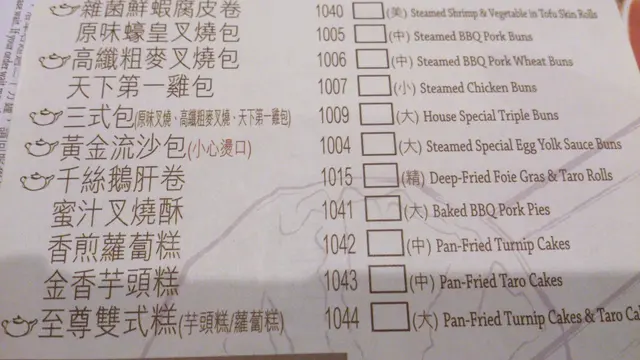 雜菌鮮蝦腐皮卷 1040 (美) Steamed Shrimp & Vegetable in Tofu Skin Rolls
原味蠔皇叉燒包 1005 (中) Steamed BBQ Pork Buns
高纖粗麥叉燒包 1006 (中) Steamed BBQ Pork Wheat Buns
天下第一雞包 1007 (小) Steamed Chicken Buns
三式包(原味叉燒、高纖粗麥叉燒、天下第一雞包) 1009 (大) House Special Triple Buns
黃金流沙包(小心燙口) 1004 (大) Steamed Special Egg Yolk Sauce Buns
千絲鵝肝卷 1015 (精) Deep-Fried Foie Gras & Taro Rolls
蜜汁叉燒酥 1041 (大) Baked BBQ Pork Pies
香煎蘿蔔糕 1042 (中) Pan-Fried Turnip Cakes
金香芋頭糕 1043 (中) Pan-Fried Taro Cakes
至尊雙式糕(芋頭糕/蘿蔔糕) 1044 (大) Pan-Fried Turnip Cakes & Taro Ca